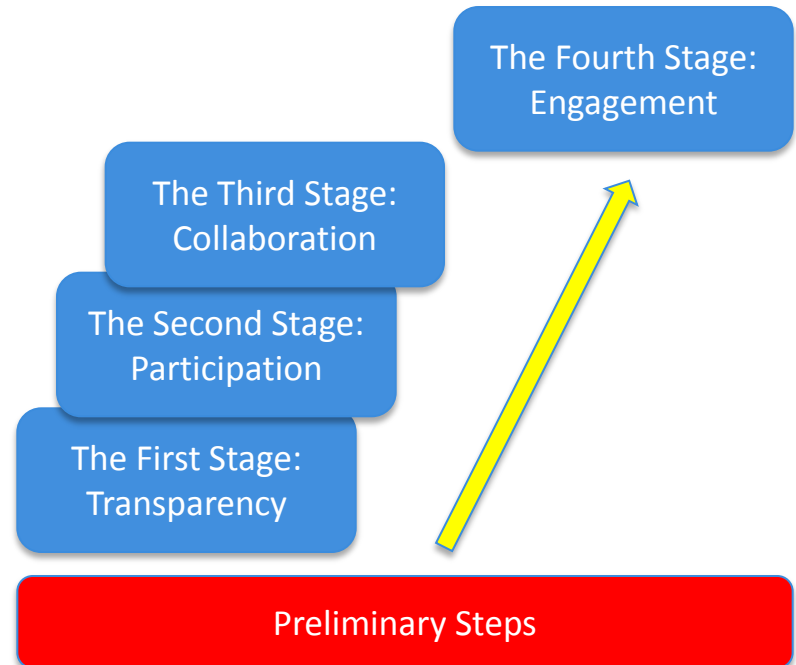 The Fourth Stage:
Engagement
The Third Stage:
Collaboration
The Second Stage:
Participation
The First Stage:
Transparency
Preliminary Steps